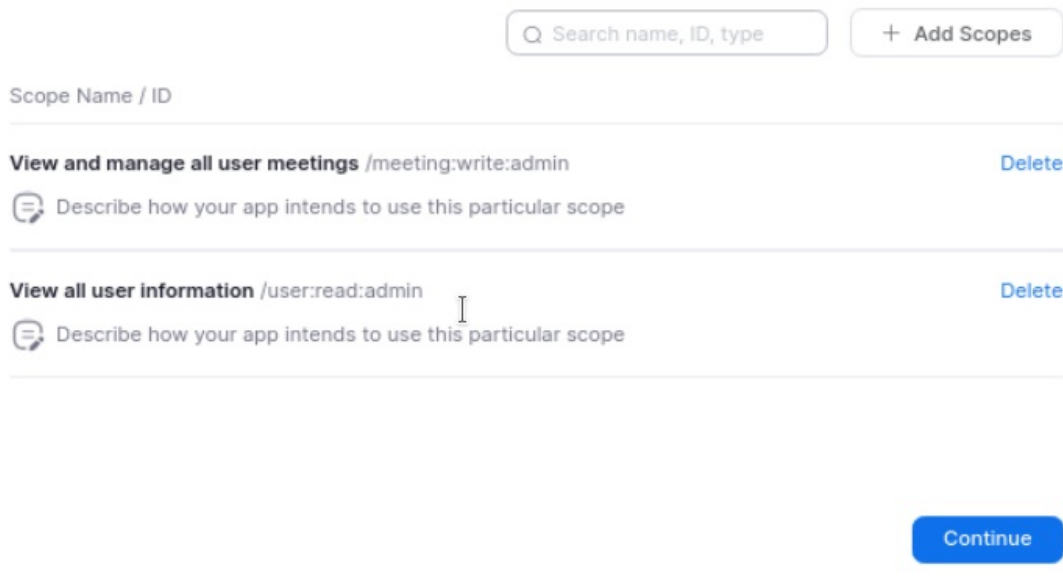 Search name, ID, type
+ Add Scopes
Scope Name / ID
View and manage all user meetings /meeting:write:admin
Delete
Describe how your app intends to use this particular scope
View all user information /user:read:admin
Delete
Describe how your app intends to use this particular scope
Continue